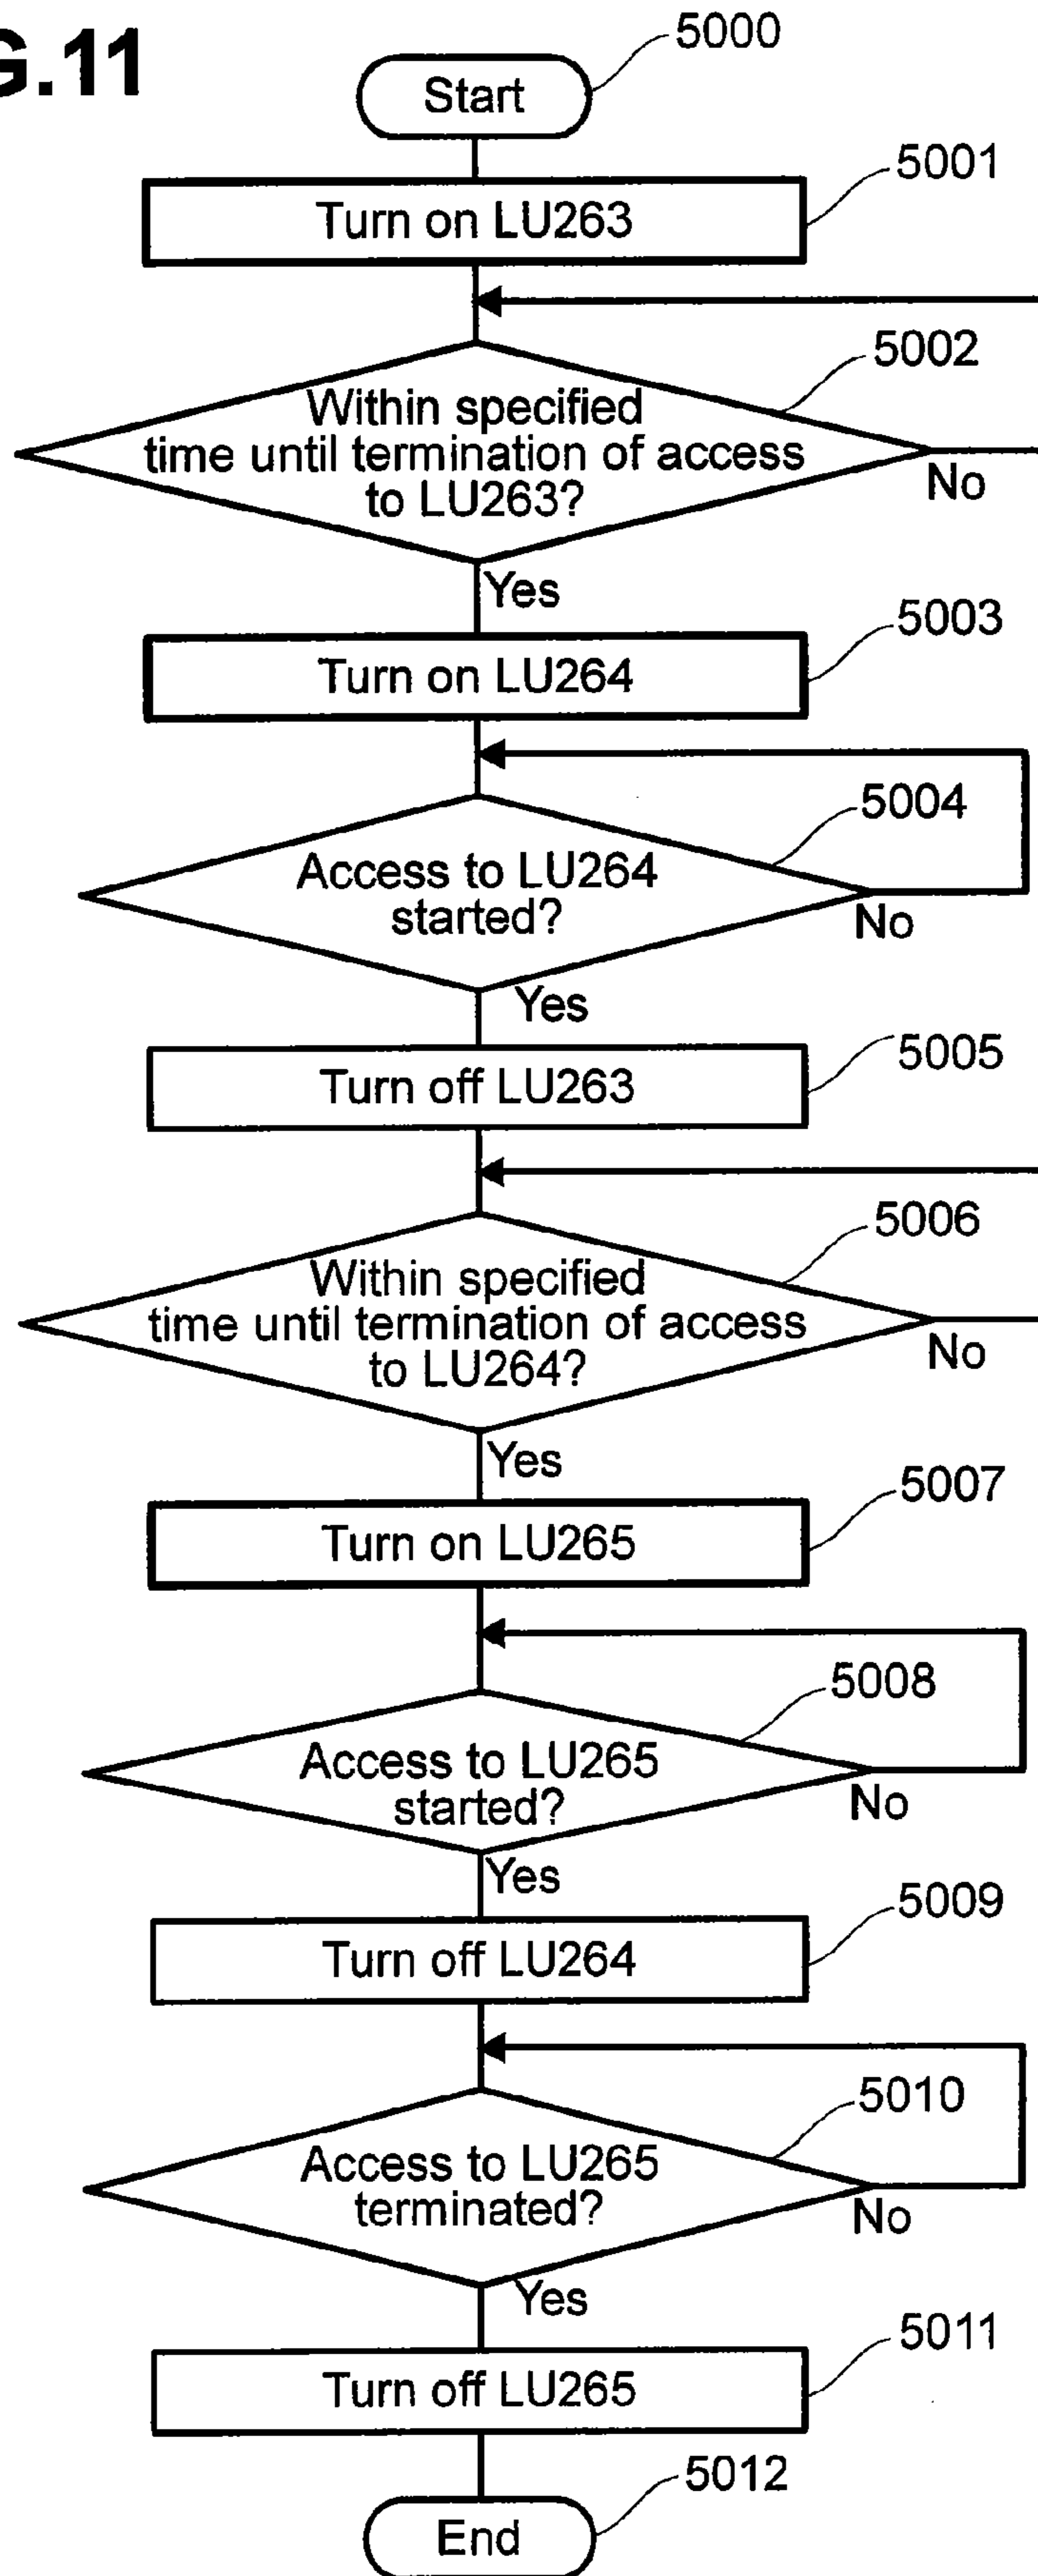 G.11
5000
Start
5001
Turn on LU263
5002
Within specified
time until termination of access
to LU263?
No
Yes
5003
Turn on LU264
5004
Access to LU264
started?
No
Yes
5005
Turn off LU263
5006
Within specified
time until termination of access
to LU264?
No
Yes
5007
Turn on LU265
5008
Access to LU265
started?
No
Yes
5009
Turn off LU264
5010
Access to LU265
terminated?
No
Yes
5011
Turn off LU265
5012
End